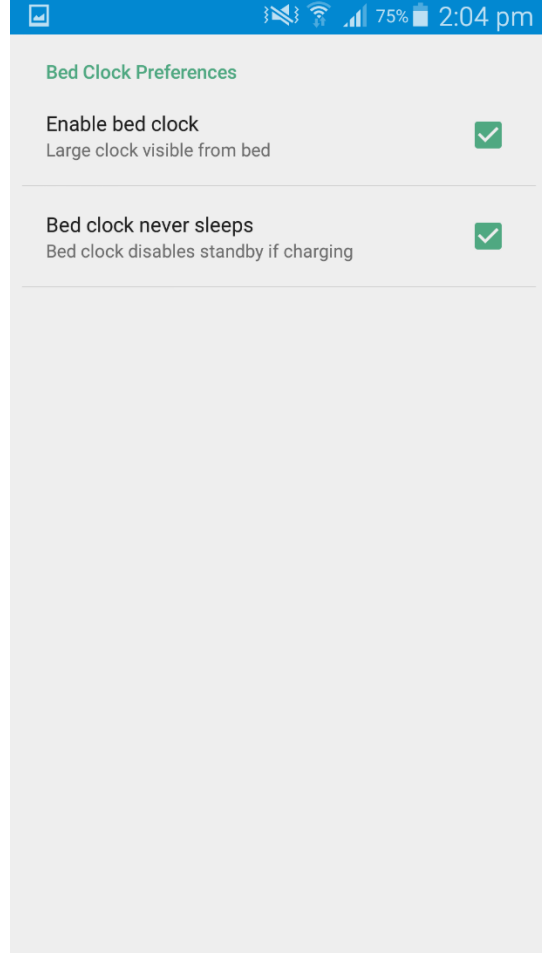 75% 2:04 pm
Bed Clock Preferences
Enable bed clock
Large clock visible from bed
Bed clock never sleeps
Bed clock disables standby if charging